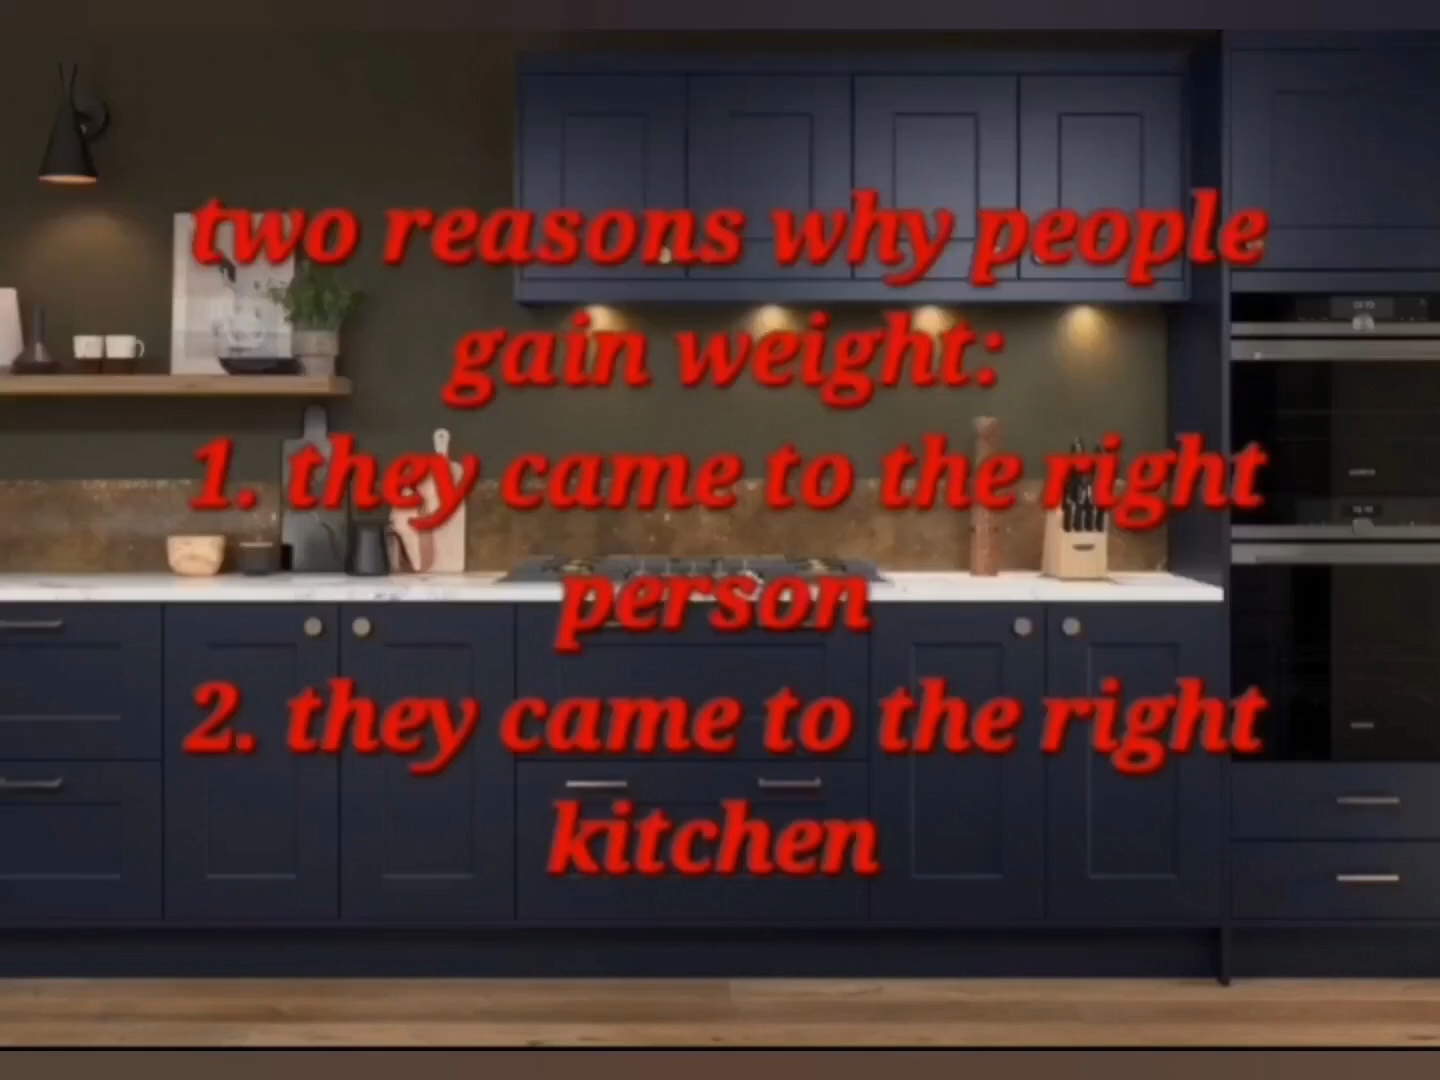 two reasons why people
gain weight:
1. they came to the right
person
2. they came to the right
kitchen